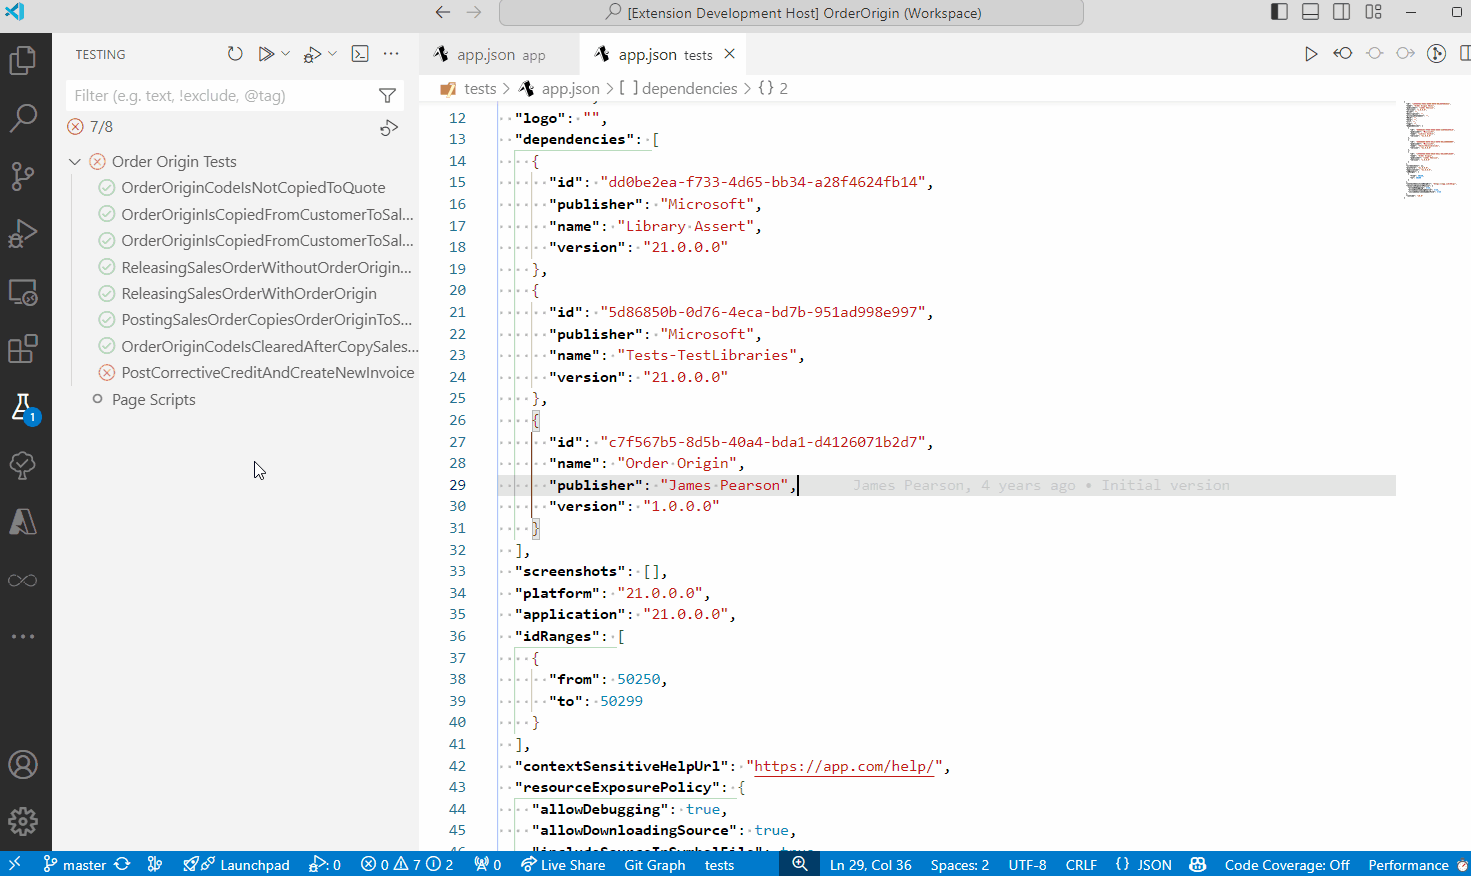 [Extension Development Host] OrderOrigin (Workspace)
TESTING
app.json app
app.json tests
Filter (e.g. text, !exclude, @tag)
tests > app.json > [ ] dependencies > {} 2
7/8
Order Origin Tests
OrderOriginCodeIsNotCopiedToQuote
OrderOriginIsCopiedFromCustomerToSal...
OrderOriginIsCopiedFromCustomerToSal...
ReleasingSalesOrderWithoutOrderOrigin...
ReleasingSalesOrderWithOrderOrigin
PostingSalesOrderCopiesOrderOriginToS...
OrderOriginCodeIsClearedAfterCopySales...
PostCorrectiveCreditAndCreateNewInvoice
Page Scripts
1
12 "logo": "",
13 "dependencies": [
14 {
15 "id": "dd0be2ea-f733-4d65-bb34-a28f4624fb14",
16 "publisher": "Microsoft",
17 "name": "Library Assert",
18 "version": "21.0.0.0"
19 },
20 {
21 "id": "5d86850b-0d76-4eca-bd7b-951ad998e997",
22 "publisher": "Microsoft",
23 "name": "Tests-TestLibraries",
24 "version": "21.0.0.0"
25 },
26 {
27 "id": "c7f567b5-8d5b-40a4-bda1-d4126071b2d7",
28 "name": "Order Origin",
29 "publisher": "James Pearson", James Pearson, 4 years ago • Initial version
30 "version": "1.0.0.0"
31 }
32 ],
33 "screenshots": [],
34 "platform": "21.0.0.0",
35 "application": "21.0.0.0",
36 "idRanges": [
37 {
38 "from": 50250,
39 "to": 50299
40 }
41 ],
42 "contextSensitiveHelpUrl": "https://app.com/help/",
43 "resourceExposurePolicy": {
44 "allowDebugging": true,
45 "allowDownloadingSource": true,
46 "includeSourceInSymbolFile": true
master Launchpad 0 0 7 2 0 Live Share Git Graph tests Ln 29, Col 36 Spaces: 2 UTF-8 CRLF {} JSON Code Coverage: Off Performance